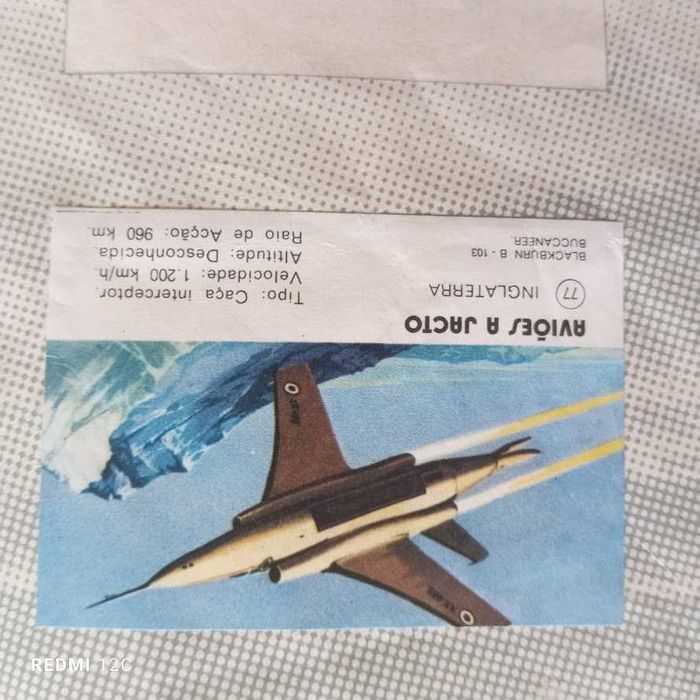 AVIÕES A JACTO
77 INGLATERRA
BLACKBURN B - 103
BUCCANEER.
Tipo: Caça interceptor.
Velocidade: 1.200 km/h.
Altitude: Desconhecida.
Raio de Acção: 960 km.
REDMI 12C